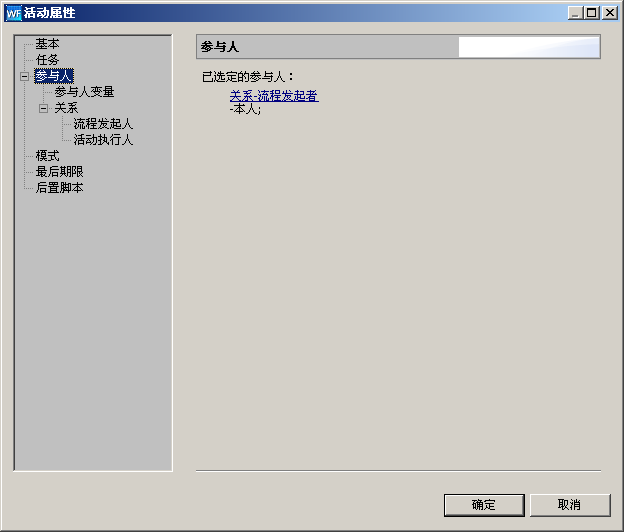 WF 活动属性
基本
任务
参与人
参与人变量
关系
流程发起人
活动执行人
模式
最后期限
后置脚本
参与人
已选定的参与人：
关系-流程发起者
-本人;
确定
取消